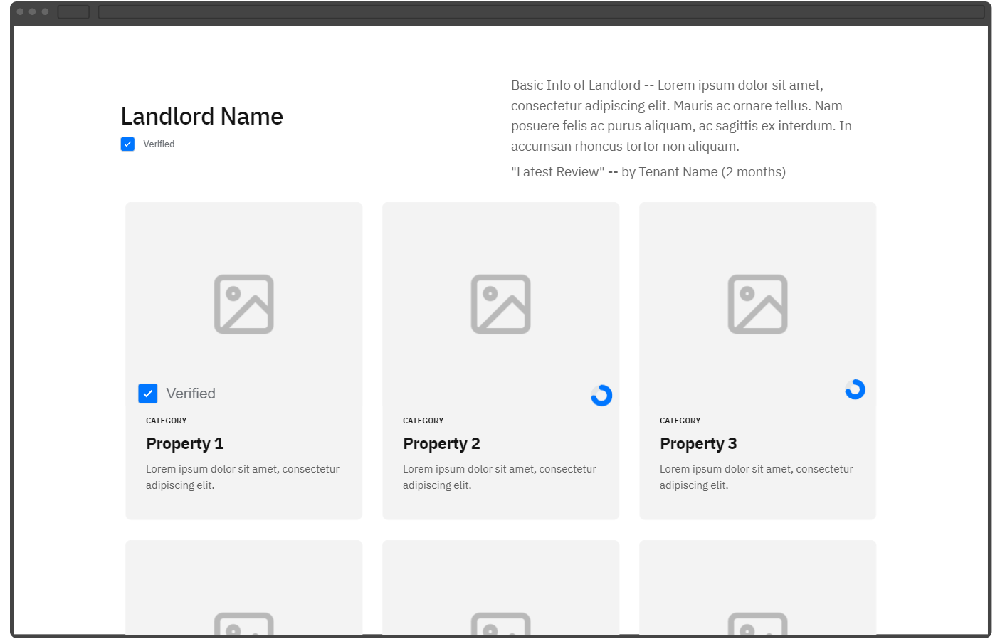 Landlord Name
Verified
Basic Info of Landlord -- Lorem ipsum dolor sit amet,
consectetur adipiscing elit. Mauris ac ornare tellus. Nam
posuere felis ac purus aliquam, ac sagittis ex interdum. In
accumsan rhoncus tortor non aliquam.
"Latest Review" -- by Tenant Name (2 months)
Verified
CATEGORY
Property 1
Lorem ipsum dolor sit amet, consectetur
adipiscing elit.
CATEGORY
Property 2
Lorem ipsum dolor sit amet, consectetur
adipiscing elit.
CATEGORY
Property 3
Lorem ipsum dolor sit amet, consectetur
adipiscing elit.